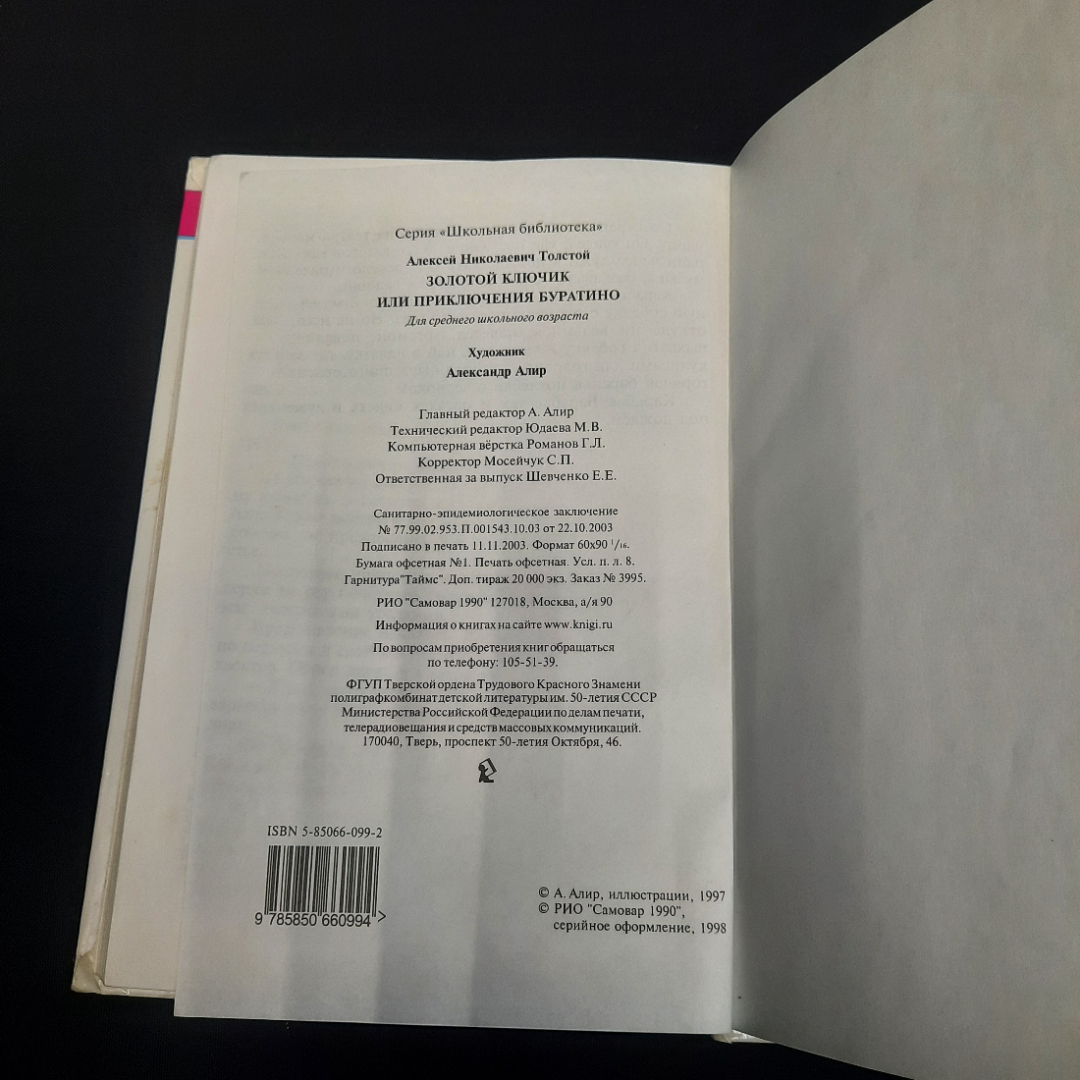 Серия «Школьная библиотека»
Алексей Николаевич Толстой
ЗОЛОТОЙ КЛЮЧИК
ИЛИ ПРИКЛЮЧЕНИЯ БУРАТИНО
Для среднего школьного возраста
Художник
Александр Алир
Главный редактор А. Алир
Технический редактор Юдаева М.В.
Компьютерная вёрстка Романов Г.Л.
Корректор Мосейчук С.П.
Ответственная за выпуск Шевченко Е.Е.
Санитарно-эпидемиологическое заключение
№ 77.99.02.953.П.001543.10.03 от 22.10.2003
Подписано в печать 11.11.2003. Формат 60x90 1/16.
Бумага офсетная №1. Печать офсетная. Усл. п. л. 8.
Гарнитура"Таймс". Доп. тираж 20 000 экз. Заказ № 3995.
РИО "Самовар 1990" 127018, Москва, а/я 90
Информация о книгах на сайте www.knigi.ru
По вопросам приобретения книг обращаться
по телефону: 105-51-39.
ФГУП Тверской ордена Трудового Красного Знамени
полиграфкомбинат детской литературы им. 50-летия СССР
Министерства Российской Федерации по делам печати,
телерадиовещания и средств массовых коммуникаций.
170040, Тверь, проспект 50-летия Октября, 46.
ISBN 5-85066-099-2
9 785850 660994 >
© А. Алир, иллюстрации, 1997
© РИО "Самовар 1990",
серийное оформление, 1998